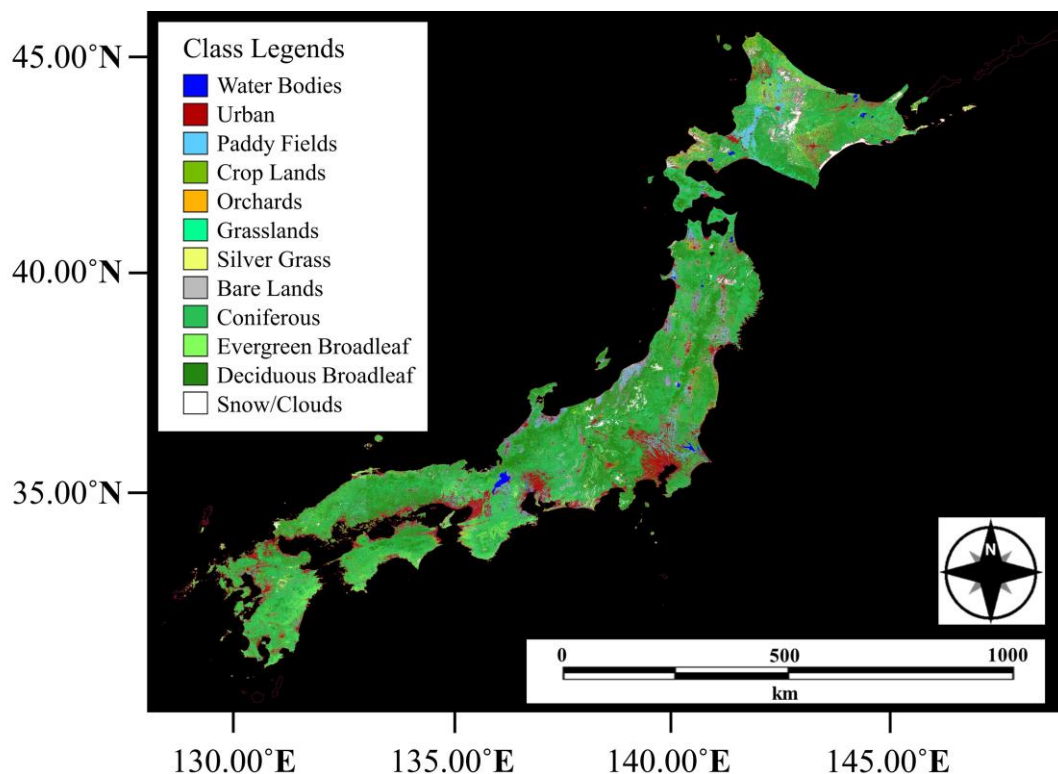 45.00°N
40.00°N
35.00°N
Class Legends
Water Bodies
Urban
Paddy Fields
Crop Lands
Orchards
Grasslands
Silver Grass
Bare Lands
Coniferous
Evergreen Broadleaf
Deciduous Broadleaf
Snow/Clouds
N
0 500 1000
km
130.00°E 135.00°E 140.00°E 145.00°E